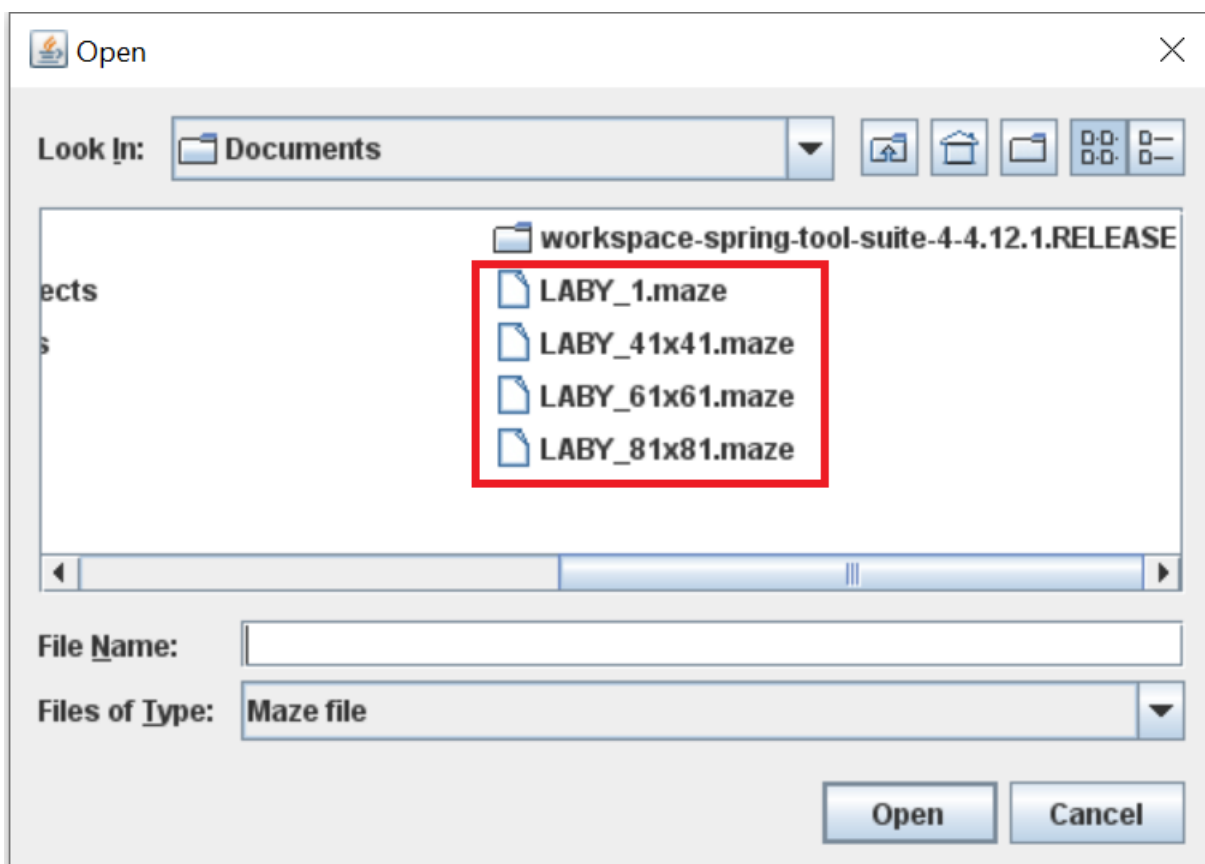 Open
Look In: Documents
workspace-spring-tool-suite-4-4.12.1.RELEASE
ects LABY_1.maze
s LABY_41x41.maze
LABY_61x61.maze
LABY_81x81.maze
File Name:
Files of Type: Maze file
Open Cancel